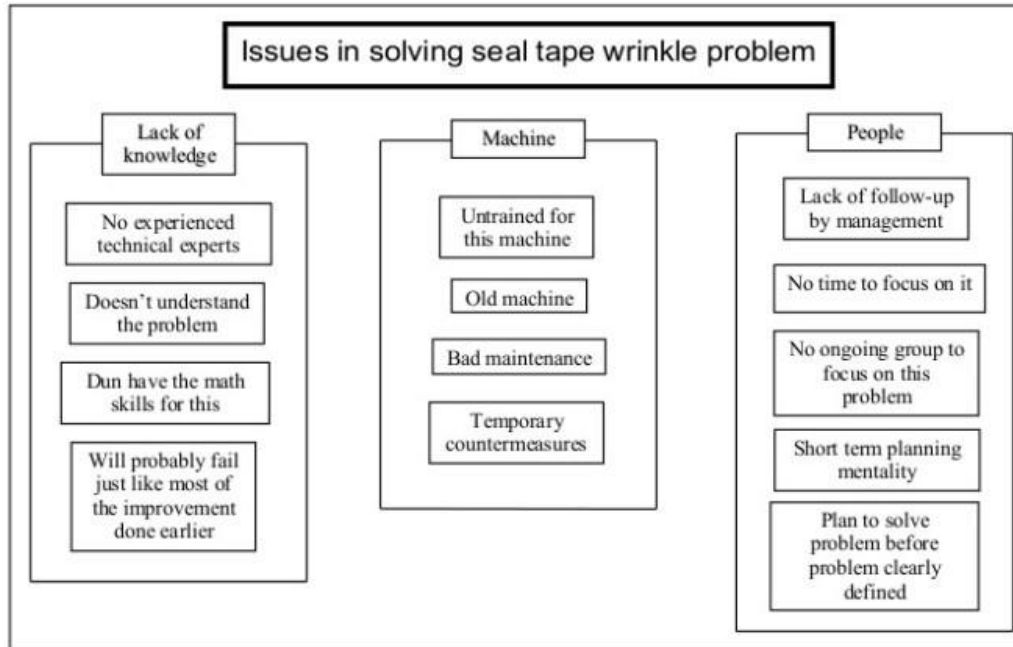 Issues in solving seal tape wrinkle problem
Lack of
knowledge
No experienced
technical experts
Doesn't understand
the problem
Dun have the math
skills for this
Will probably fail
just like most of
the improvement
done earlier
Machine
Untrained for
this machine
Old machine
Bad maintenance
Temporary
countermeasures
People
Lack of follow-up
by management
No time to focus on it
No ongoing group to
focus on this
problem
Short term planning
mentality
Plan to solve
problem before
problem clearly
defined